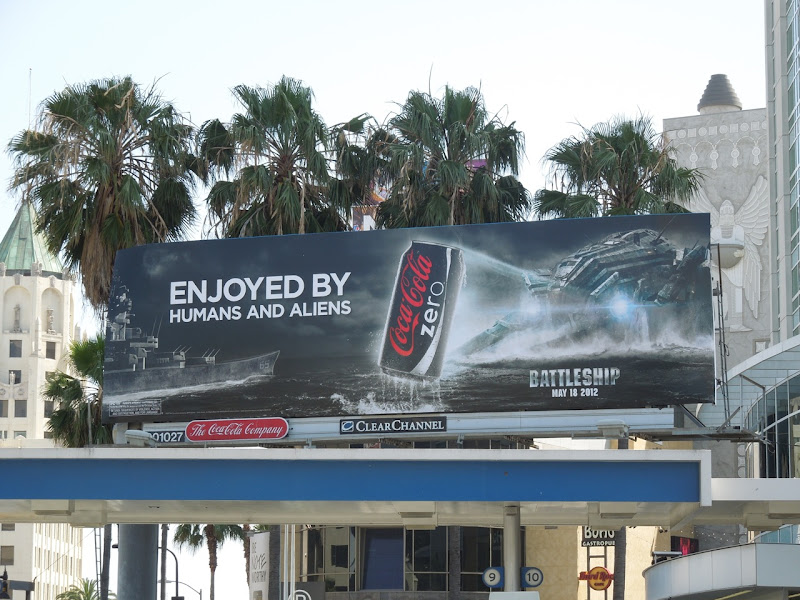 ENJOYED BY
HUMANS AND ALIENS
Coca-Cola
zero
BATTLESHIP
MAY 18 2012
01027
The Coca-Cola Company
CLEARCHANNEL
9
10
GASTROPUB
Hard Rock